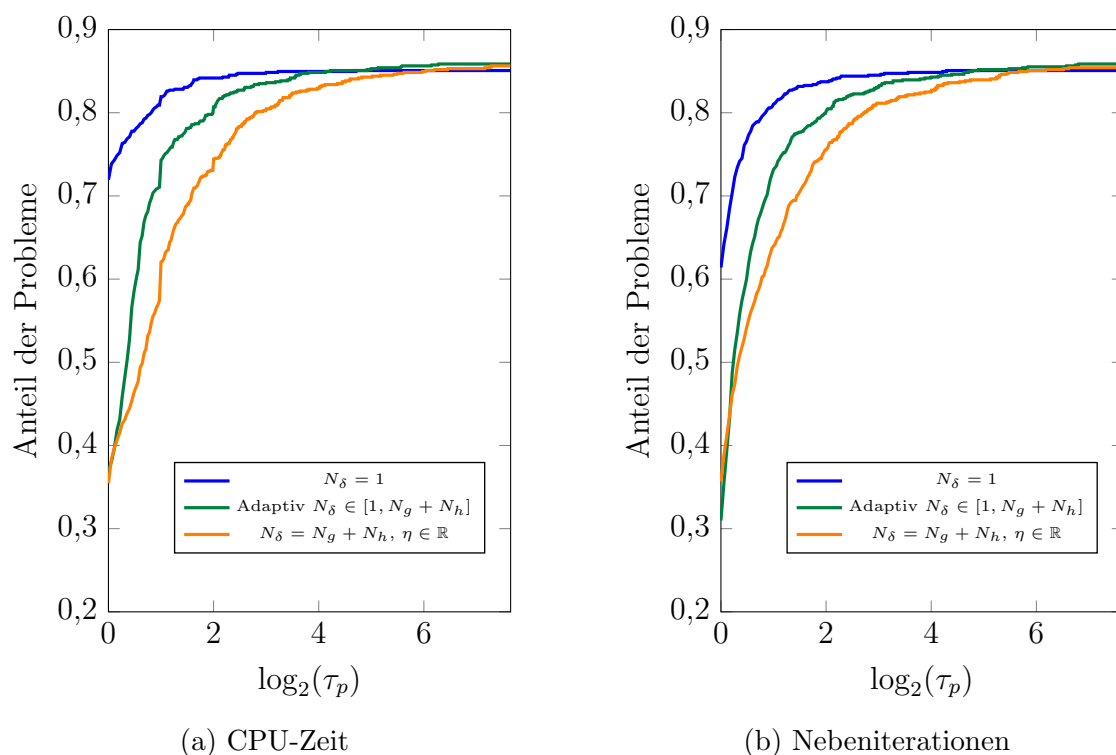 0,9
0,8
0,7
0,6
0,5
0,4
0,3
0,2
Anteil der Probleme
N_δ = 1
Adaptiv N_δ ∈ [1, N_g + N_h]
N_δ = N_g + N_h, η ∈ ℝ
0 2 4 6
log₂(τ_p)
(a) CPU-Zeit
0,9
0,8
0,7
0,6
0,5
0,4
0,3
0,2
Anteil der Probleme
N_δ = 1
Adaptiv N_δ ∈ [1, N_g + N_h]
N_δ = N_g + N_h, η ∈ ℝ
0 2 4 6
log₂(τ_p)
(b) Nebeniterationen